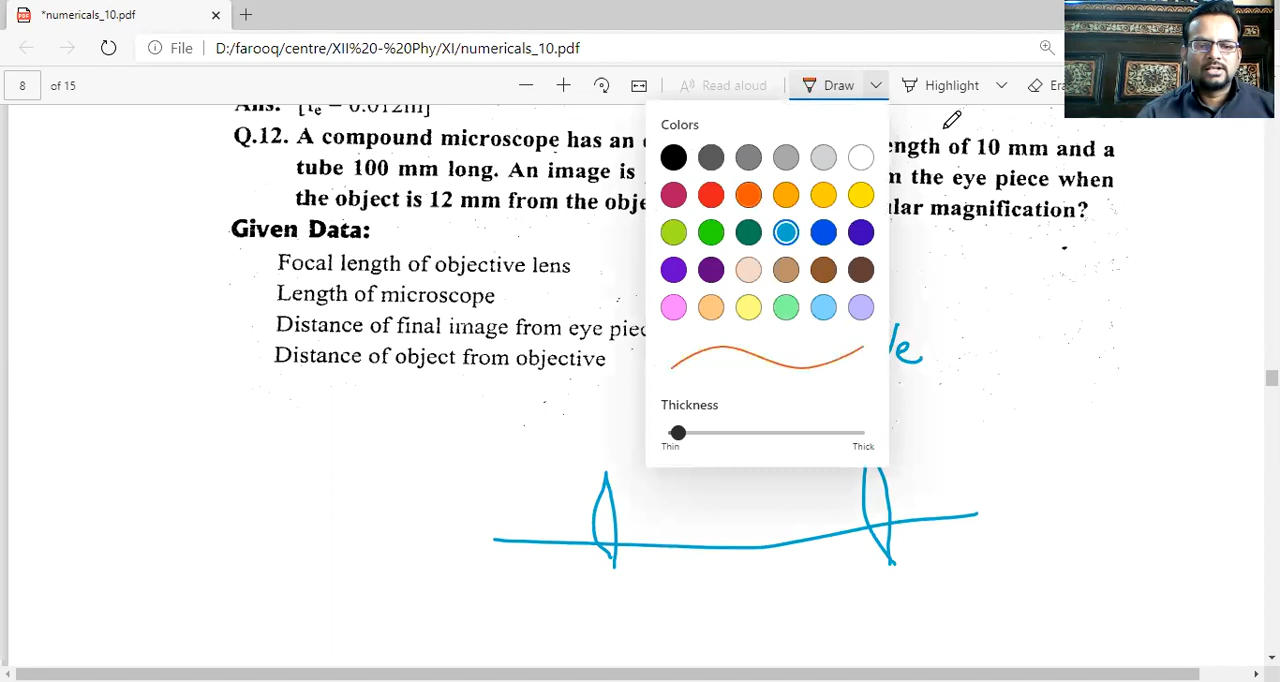 *numericals_10.pdf
File D:/farooq/centre/XII%20-%20Phy/XI/numericals_10.pdf
8 of 15 Read aloud Draw Highlight
Ans:
Colors
Q.12. A compound microscope has an ength of 10 mm and a
tube 100 mm long. An image is the eye piece when
the object is 12 mm from the ular magnification?
Given Data:
Focal length of objective lens
Length of microscope
Distance of final image from eye
Distance of object from objective
Thickness
Thin Thick